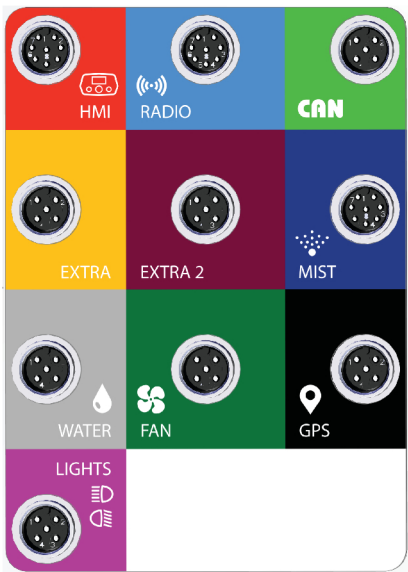 HMI
RADIO
CAN
EXTRA
EXTRA 2
MIST
WATER
FAN
GPS
LIGHTS